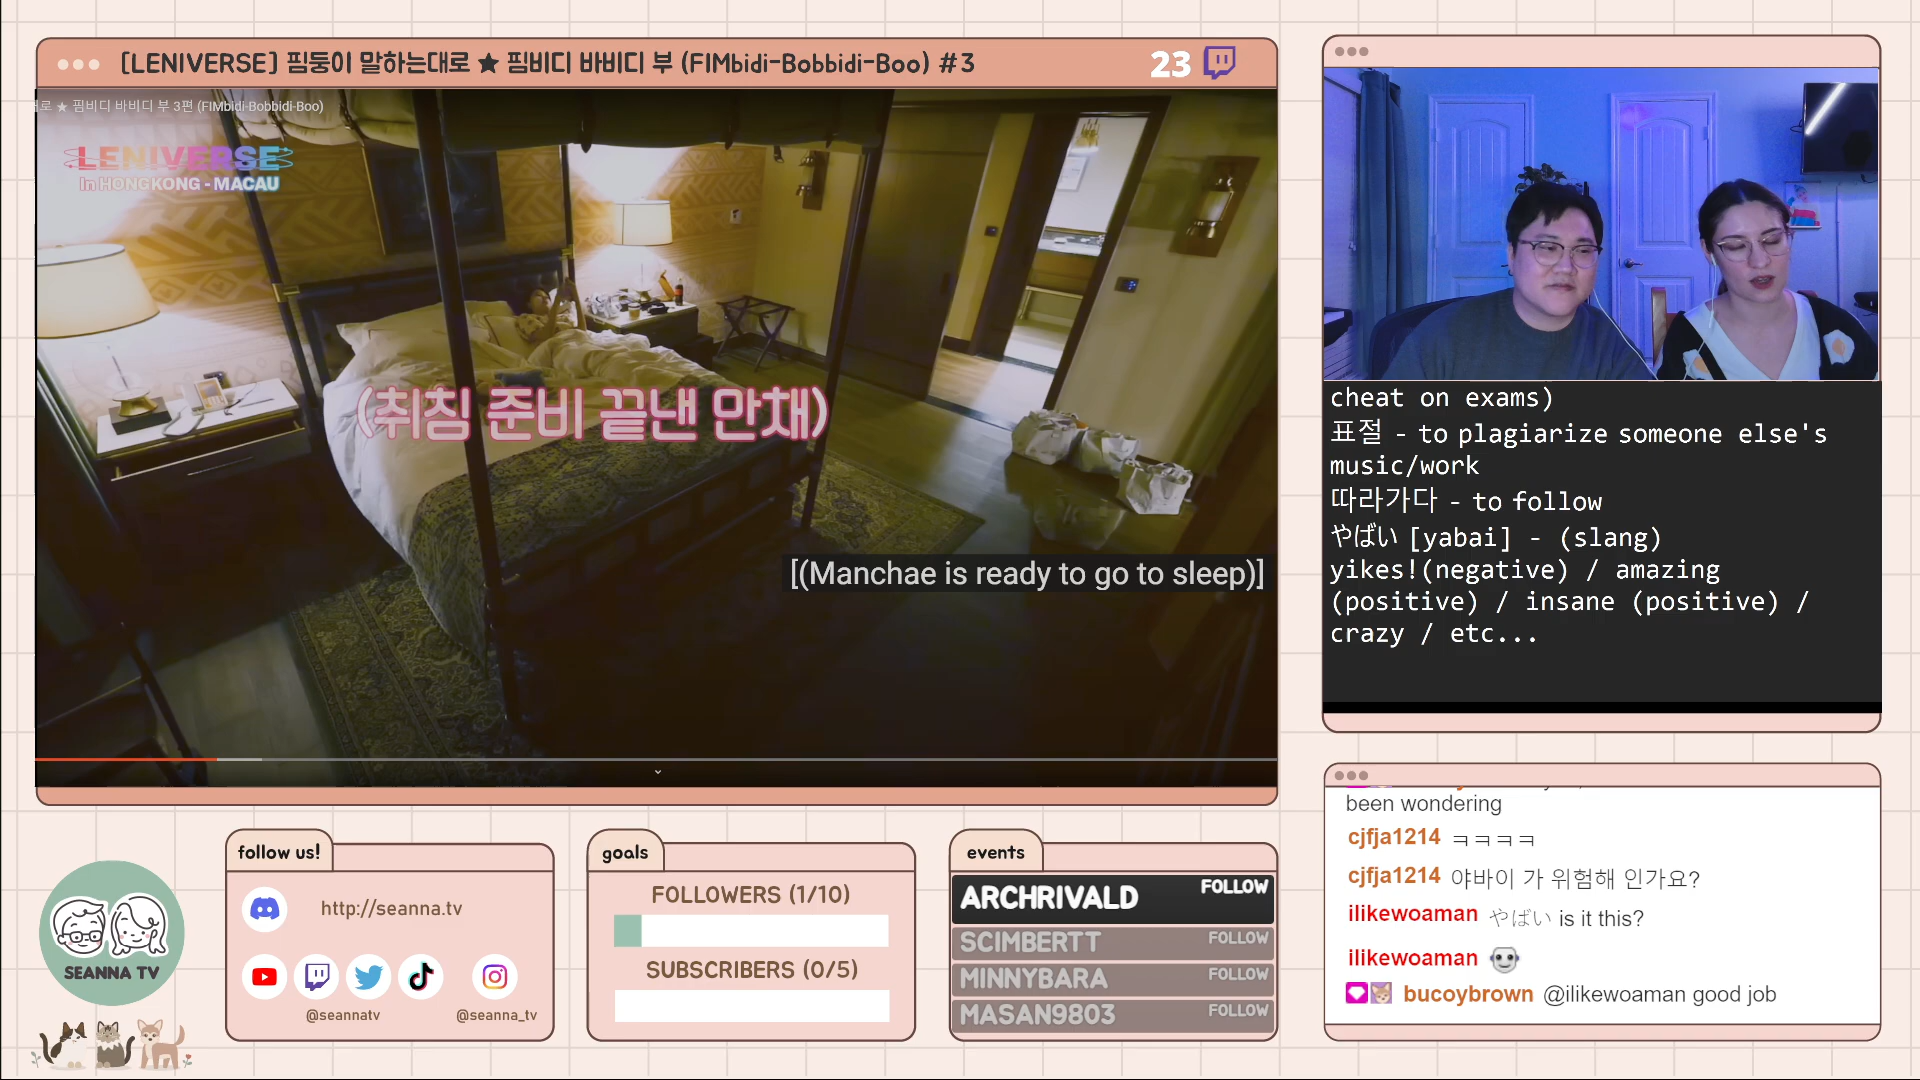 [LENIVERSE] 핌둥이 말하는대로 ★ 핌비디 바비디 부 (FIMbidi-Bobbidi-Boo) #3
23
대로 ★ 핌비디 바비디 부 3편 (FIMbidi-Bobbidi-Boo)
LENIVERSE
In HONGKONG - MACAU
(취침 준비 끝낸 만채)
[(Manchae is ready to go to sleep)]
cheat on exams)
표절 - to plagiarize someone else's
music/work
따라가다 - to follow
やばい [yabai] - (slang)
yikes!(negative) / amazing
(positive) / insane (positive) /
crazy / etc...
been wondering
cjfja1214 ㅋㅋㅋㅋ
cjfja1214 야바이 가 위험해 인가요?
ilikewoaman やばい is it this?
ilikewoaman
bucoybrown @ilikewoaman good job
SEANNA TV
follow us!
http://seanna.tv
@seannatv
@seanna_tv
goals
FOLLOWERS (1/10)
SUBSCRIBERS (0/5)
events
ARCHRIVALD FOLLOW
SCIMBERTT FOLLOW
MINNYBARA FOLLOW
MASAN9803 FOLLOW